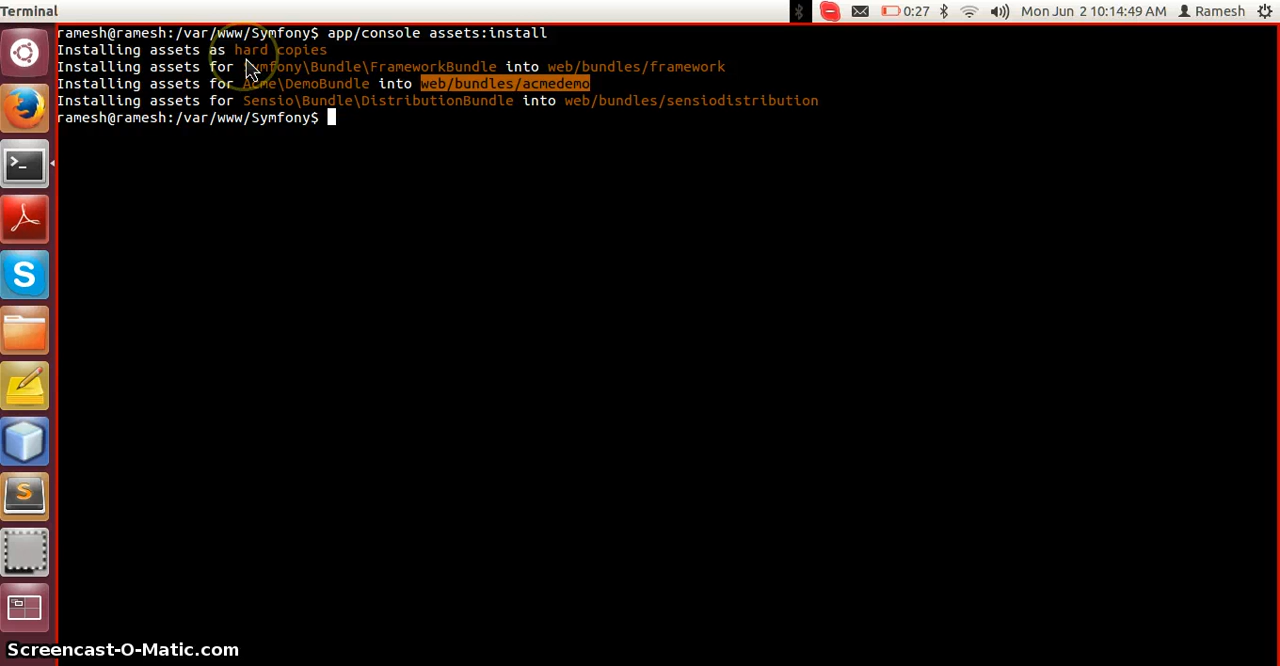 Terminal
0:27
Mon Jun 2 10:14:49 AM
Ramesh
ramesh@ramesh:/var/www/Symfony$ app/console assets:install
Installing assets as hard copies
Installing assets for Symfony\Bundle\FrameworkBundle into web/bundles/framework
Installing assets for Acme\DemoBundle into web/bundles/acmedemo
Installing assets for Sensio\Bundle\DistributionBundle into web/bundles/sensiodistribution
ramesh@ramesh:/var/www/Symfony$
Screencast-O-Matic.com